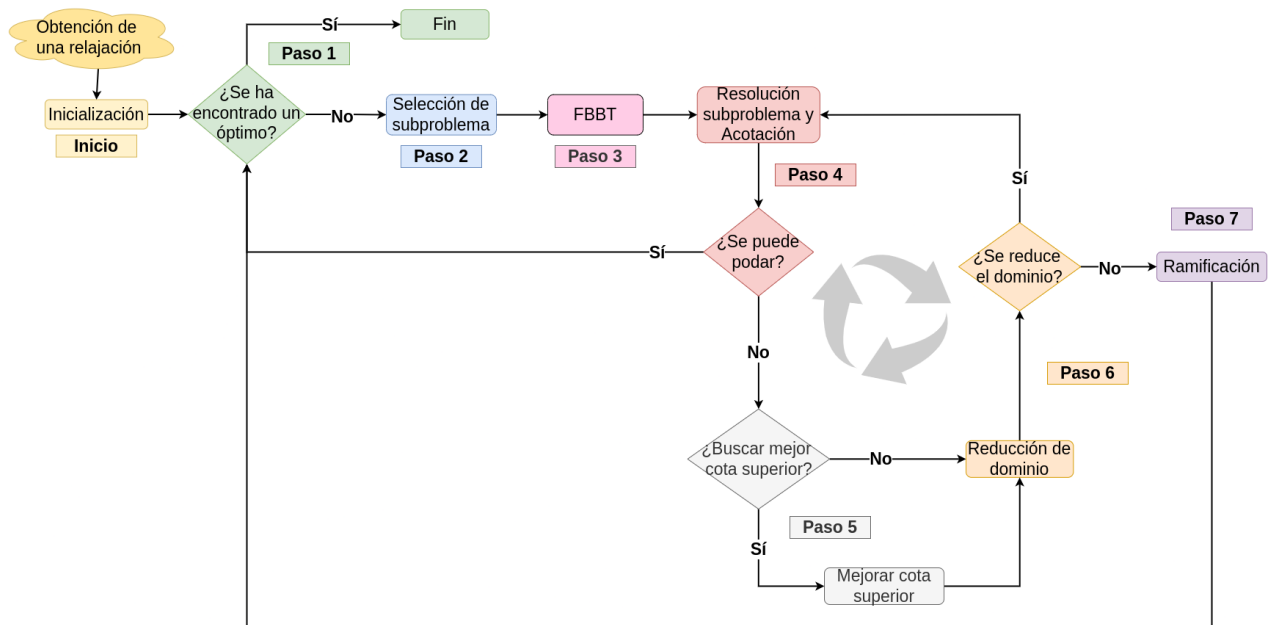 Obtención de
una relajación
Inicialización
Inicio
Sí
Fin
Paso 1
¿Se ha
encontrado un
óptimo?
No
Selección de
subproblema
Paso 2
FBBT
Paso 3
Resolución
subproblema y
Acotación
Paso 4
¿Se puede
podar?
Sí
No
¿Buscar mejor
cota superior?
No
Paso 5
Sí
Mejorar cota
superior
Reducción de
dominio
Paso 6
¿Se reduce
el dominio?
Sí
No
Paso 7
Ramificación